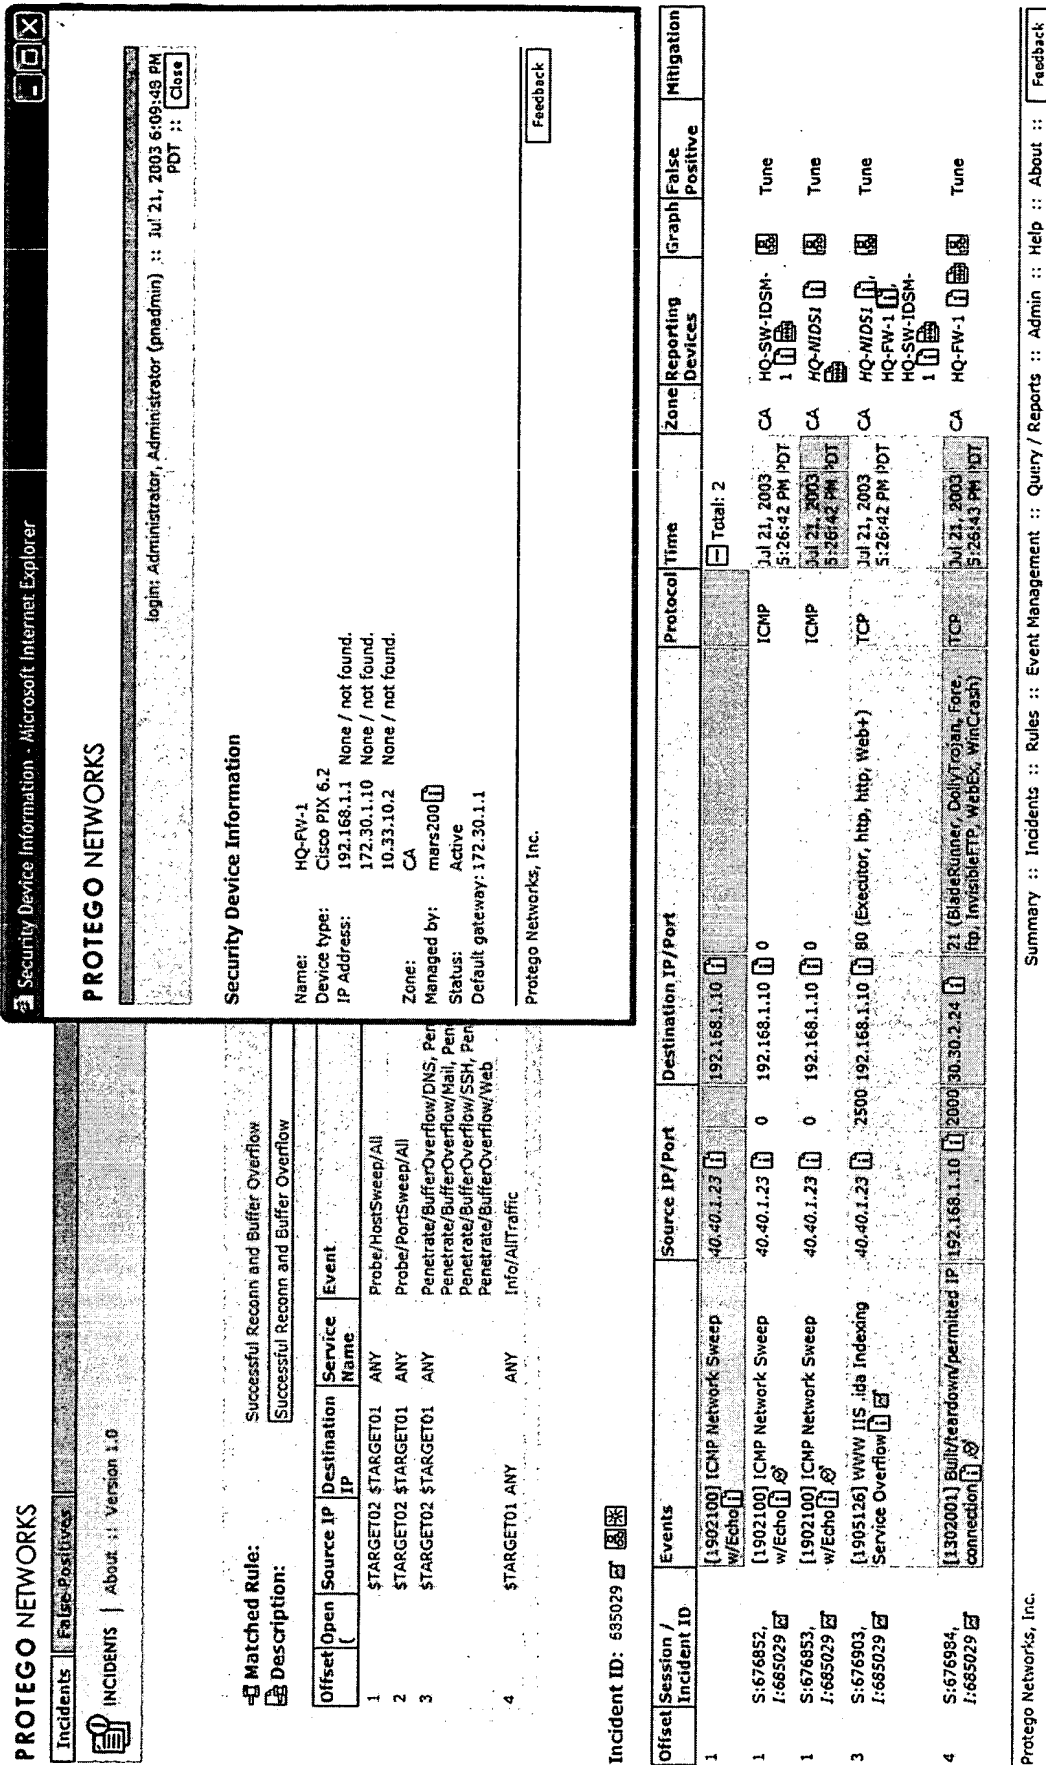 PROTEGO NETWORKS
Incidents
False Positives
INCIDENTS | About :: Version 1.0
Matched Rule: Successful Reconn and Buffer Overflow
Description: Successful Reconn and Buffer Overflow
Offset Open ( Source IP Destination IP Service Name Event
1 $TARGET02 $TARGET01 ANY Probe/HostSweep/All
2 $TARGET02 $TARGET01 ANY Probe/PortSweep/All
3 $TARGET02 $TARGET01 ANY Penetrate/BufferOverflow/DNS, Pen
Penetrate/BufferOverflow/Mail, Pen
Penetrate/BufferOverflow/SSH, Pen
Penetrate/BufferOverflow/Web
4 $TARGET01 ANY ANY Info/AllTraffic
Security Device Information - Microsoft Internet Explorer
PROTEGO NETWORKS
login: Administrator, Administrator (pnadmin) :: Jul 21, 2003 6:09:43 PM
PDT :: Close
Security Device Information
Name: HQ-FW-1
Device type: Cisco PIX 6.2
IP Address: 192.168.1.1 None / not found.
172.30.1.10 None / not found.
10.33.10.2 None / not found.
Zone: CA
Managed by: mars200
Status: Active
Default gateway: 172.30.1.1
Protego Networks, Inc.
Feedback
Incident ID: 685029
Offset Session / Incident ID Events Source IP/Port Destination IP/Port Protocol Time Zone Reporting Devices Graph False Positive Mitigation
1 [1902100] ICMP Network Sweep 40.40.1.23 192.168.1.10 Total: 2
w/Echo
1 S:676852, [1902100] ICMP Network Sweep 40.40.1.23 0 192.168.1.10 0 ICMP Jul 21, 2003 CA HQ-SW-IDSM- Tune
I:685029 w/Echo 5:26:42 PM PDT 1
1 S:676853, [1902100] ICMP Network Sweep 40.40.1.23 0 192.168.1.10 0 ICMP Jul 21, 2003 CA HQ-NIDS1 Tune
I:685029 w/Echo 5:26:42 PM PDT
3 S:676903, [1905126] WWW IIS .ida Indexing 40.40.1.23 2500 192.168.1.10 80 (Executor, http, http, Web+) TCP Jul 21, 2003 CA HQ-NIDS1, Tune
I:685029 Service Overflow 5:26:42 PM PDT HQ-FW-1,
HQ-SW-IDSM-
1
4 S:676984, [1392001] Built/teardown/permitted IP 192.168.1.10 2000 30.30.2.24 21 (BladeRunner, DollyTrojan, Fore, TCP Jul 21, 2003 CA HQ-FW-1 Tune
I:685029 connection ftp, InvisibleFTP, WebEx, WinCrash) 5:26:43 PM PDT
Protego Networks, Inc.
Summary :: Incidents :: Rules :: Event Management :: Query / Reports :: Admin :: Help :: About :: Feedback